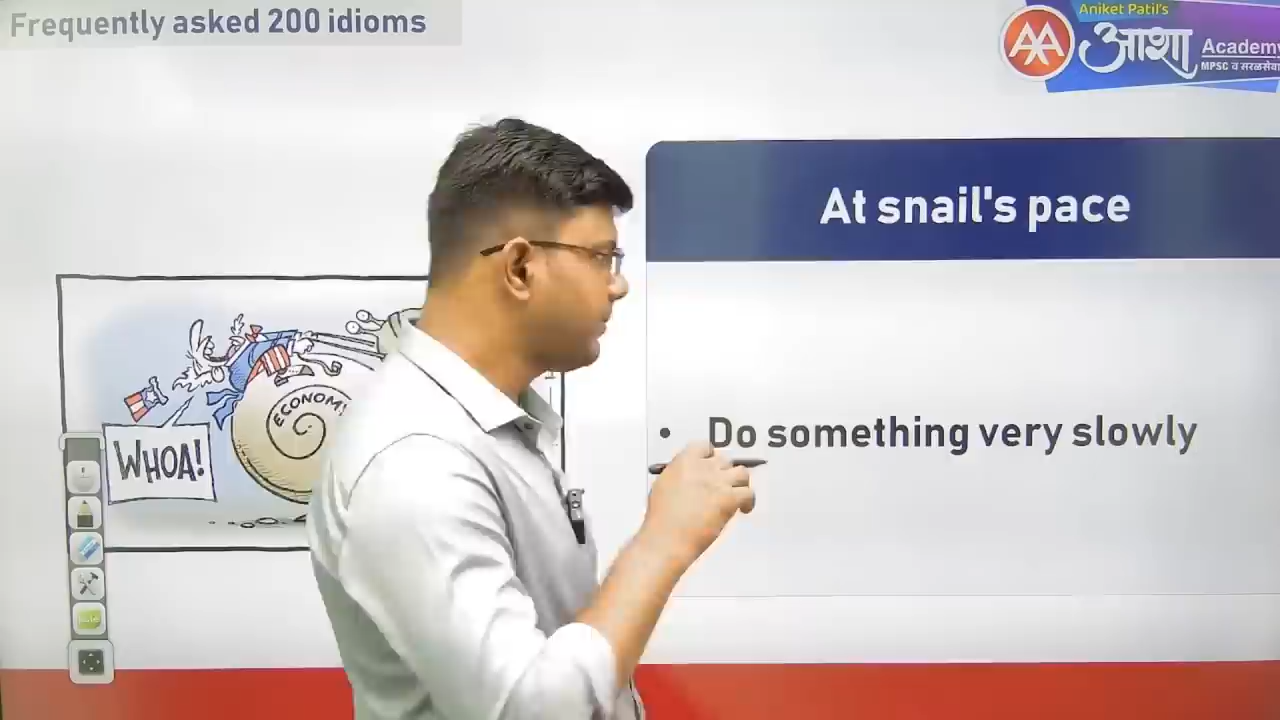 Frequently asked 200 idioms
Aniket Patil's
आशा
Academy
MPSC व सरळसेवा
At snail's pace
• Do something very slowly
ECONOMY
WHOA!